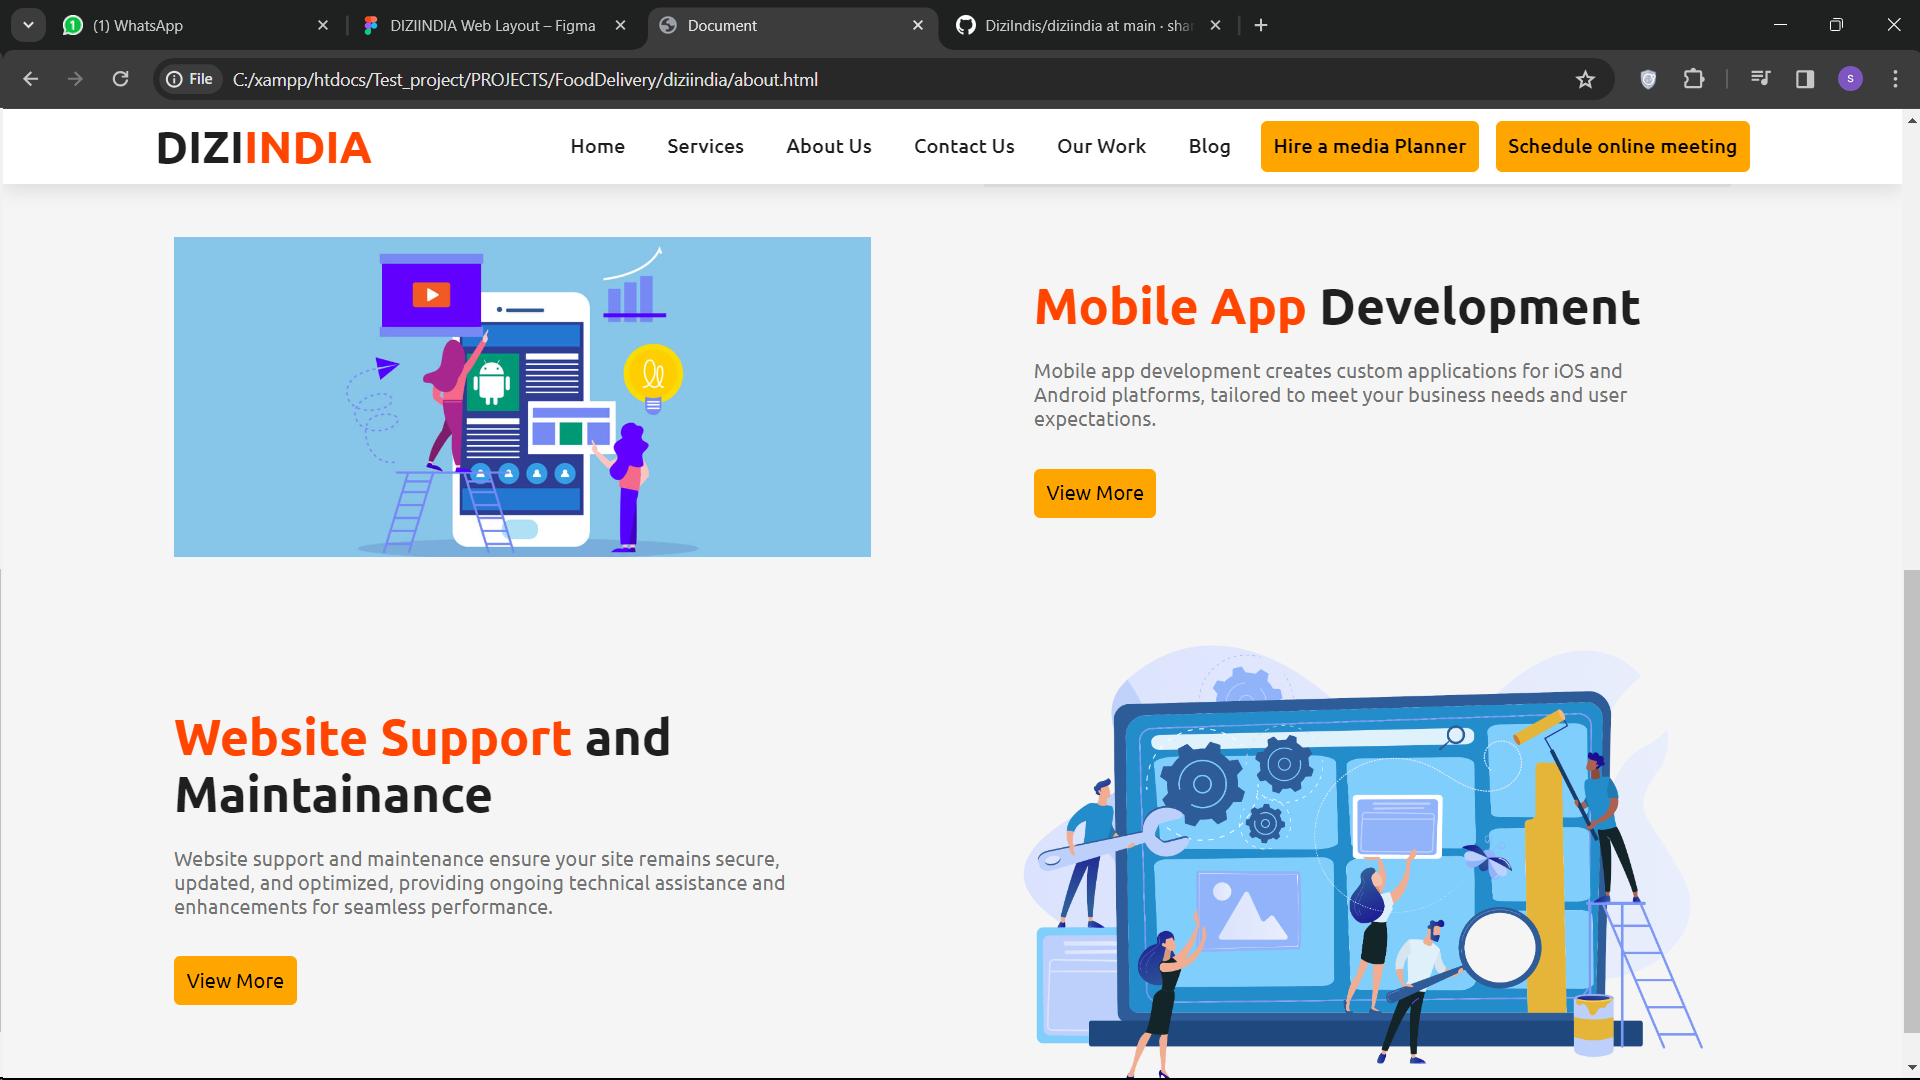 (1) WhatsApp
DIZIINDIA Web Layout – Figma
Document
DiziIndis/diziindia at main · sha
File
C:/xampp/htdocs/Test_project/PROJECTS/FoodDelivery/diziindia/about.html
S
DIZIINDIA
Home
Services
About Us
Contact Us
Our Work
Blog
Hire a media Planner
Schedule online meeting
Mobile App Development
Mobile app development creates custom applications for iOS and
Android platforms, tailored to meet your business needs and user
expectations.
View More
Website Support and
Maintainance
Website support and maintenance ensure your site remains secure,
updated, and optimized, providing ongoing technical assistance and
enhancements for seamless performance.
View More